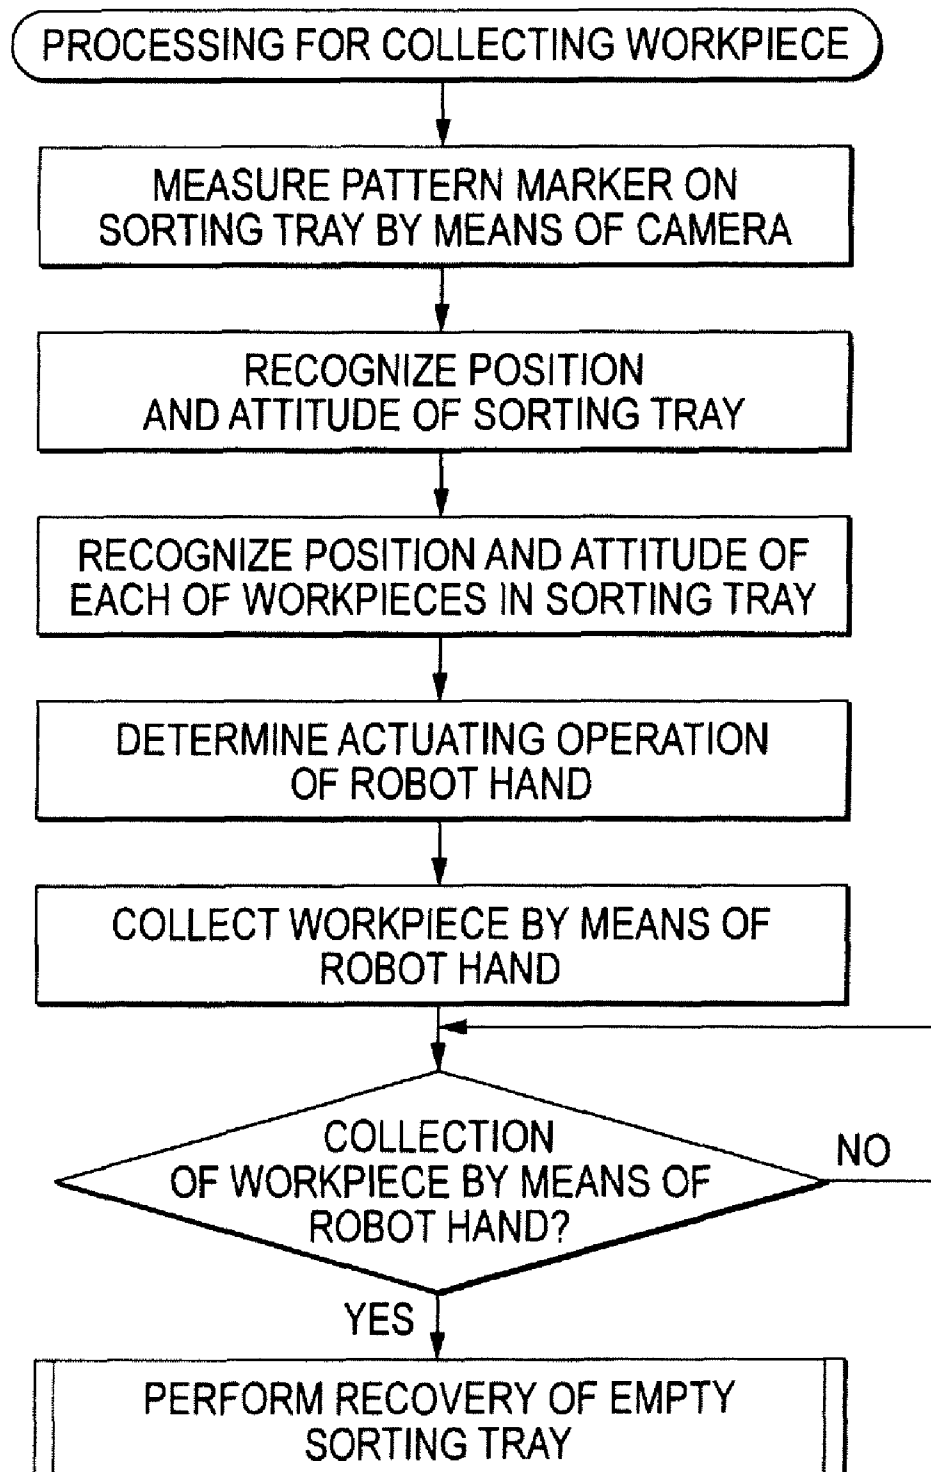 PROCESSING FOR COLLECTING WORKPIECE
MEASURE PATTERN MARKER ON
SORTING TRAY BY MEANS OF CAMERA
RECOGNIZE POSITION
AND ATTITUDE OF SORTING TRAY
RECOGNIZE POSITION AND ATTITUDE OF
EACH OF WORKPIECES IN SORTING TRAY
DETERMINE ACTUATING OPERATION
OF ROBOT HAND
COLLECT WORKPIECE BY MEANS OF
ROBOT HAND
COLLECTION
OF WORKPIECE BY MEANS OF
ROBOT HAND?
NO
YES
PERFORM RECOVERY OF EMPTY
SORTING TRAY